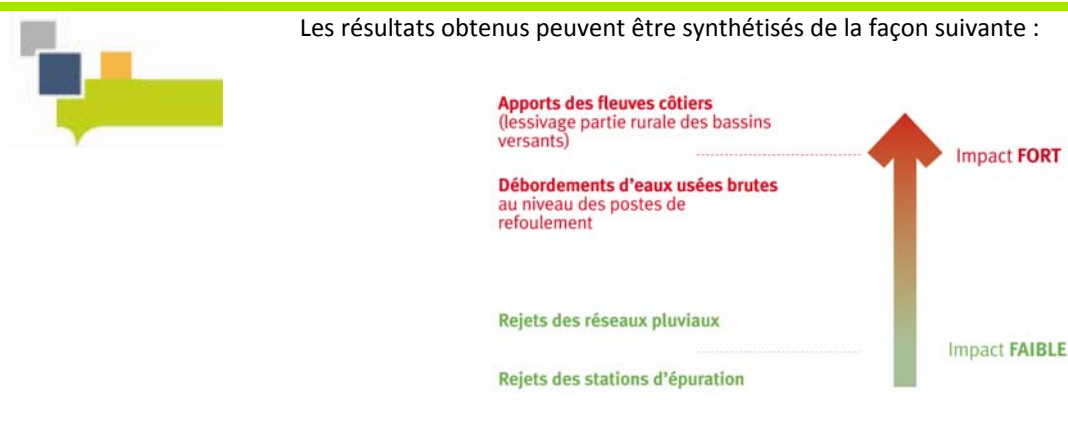 Les résultats obtenus peuvent être synthétisés de la façon suivante :
Apports des fleuves côtiers
(lessivage partie rurale des bassins
versants)
Impact FORT
Débordements d'eaux usées brutes
au niveau des postes de
refoulement
Rejets des réseaux pluviaux
Impact FAIBLE
Rejets des stations d'épuration